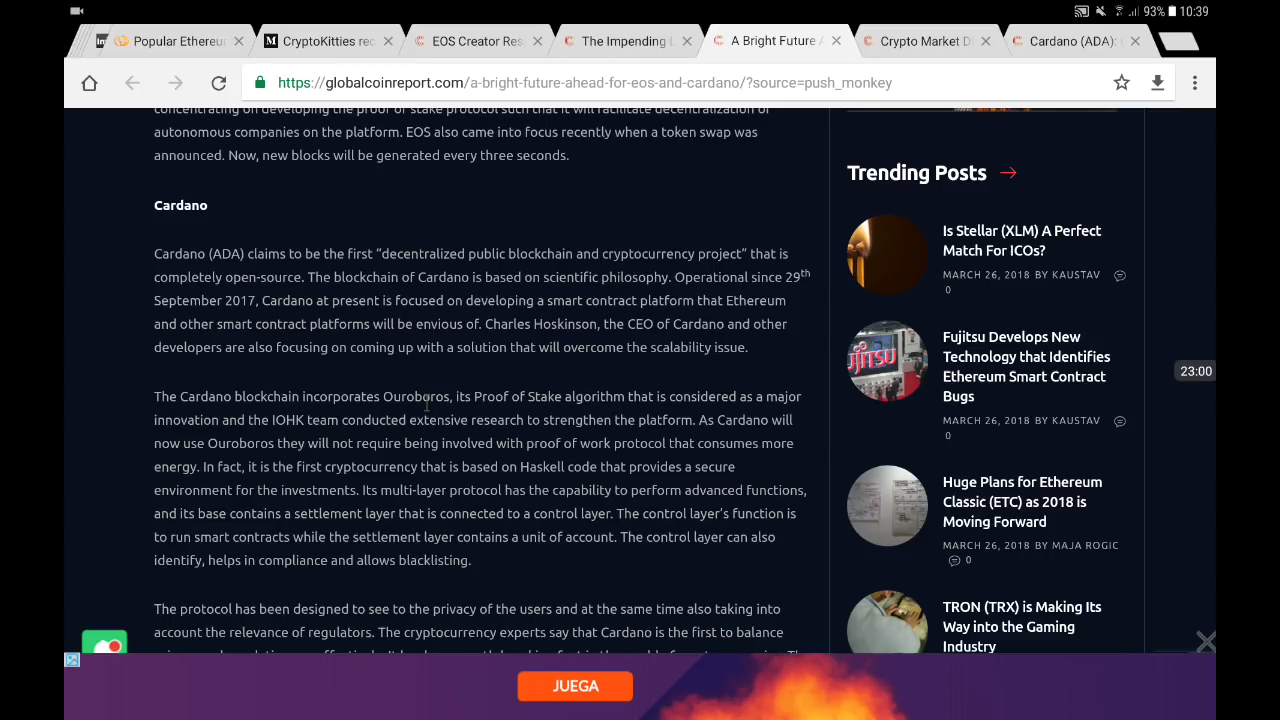 93% 10:39
Popular Ethereu
CryptoKitties rec
EOS Creator Res
The Impending
A Bright Future A
Crypto Market D
Cardano (ADA):
https://globalcoinreport.com/a-bright-future-ahead-for-eos-and-cardano/?source=push_monkey
concentrating on developing the proof of stake protocol such that it will facilitate decentralization of
autonomous companies on the platform. EOS also came into focus recently when a token swap was
announced. Now, new blocks will be generated every three seconds.
Cardano
Cardano (ADA) claims to be the first “decentralized public blockchain and cryptocurrency project” that is
completely open-source. The blockchain of Cardano is based on scientific philosophy. Operational since 29th
September 2017, Cardano at present is focused on developing a smart contract platform that Ethereum
and other smart contract platforms will be envious of. Charles Hoskinson, the CEO of Cardano and other
developers are also focusing on coming up with a solution that will overcome the scalability issue.
The Cardano blockchain incorporates Ouroboros, its Proof of Stake algorithm that is considered as a major
innovation and the IOHK team conducted extensive research to strengthen the platform. As Cardano will
now use Ouroboros they will not require being involved with proof of work protocol that consumes more
energy. In fact, it is the first cryptocurrency that is based on Haskell code that provides a secure
environment for the investments. Its multi-layer protocol has the capability to perform advanced functions,
and its base contains a settlement layer that is connected to a control layer. The control layer’s function is
to run smart contracts while the settlement layer contains a unit of account. The control layer can also
identify, helps in compliance and allows blacklisting.
The protocol has been designed to see to the privacy of the users and at the same time also taking into
account the relevance of regulators. The cryptocurrency experts say that Cardano is the first to balance
Trending Posts
Is Stellar (XLM) A Perfect
Match For ICOs?
MARCH 26, 2018 BY KAUSTAV
0
FUJITSU
Fujitsu Develops New
Technology that Identifies
Ethereum Smart Contract
Bugs
MARCH 26, 2018 BY KAUSTAV
0
Huge Plans for Ethereum
Classic (ETC) as 2018 is
Moving Forward
MARCH 26, 2018 BY MAJA ROGIC
0
TRON (TRX) is Making Its
Way into the Gaming
Industry
23:00
JUEGA